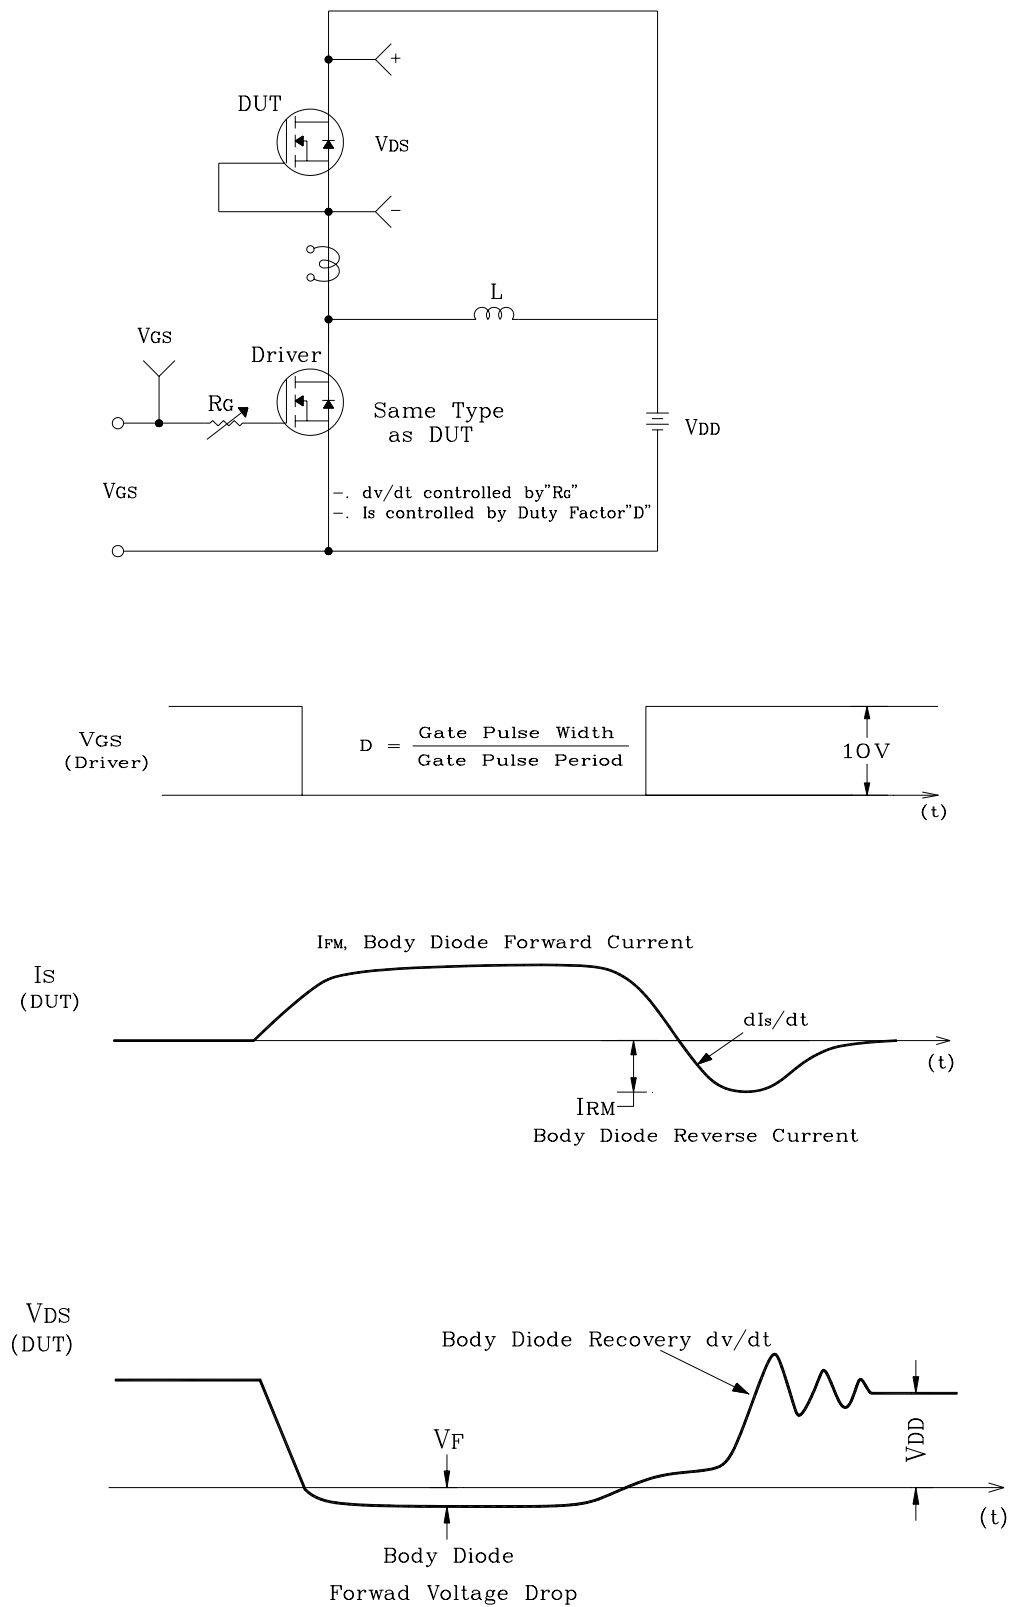 +
DUT
VDS
−
L
VGS
Driver
RG
Same Type
as DUT
VDD
VGS
−. dv/dt controlled by"RG"
−. Is controlled by Duty Factor"D"
VGS
(Driver)
D = Gate Pulse Width
Gate Pulse Period
10V
(t)
IFM, Body Diode Forward Current
IS
(DUT)
dIs/dt
(t)
IRM
Body Diode Reverse Current
VDS
(DUT)
Body Diode Recovery dv/dt
VF
VDD
(t)
Body Diode
Forwad Voltage Drop